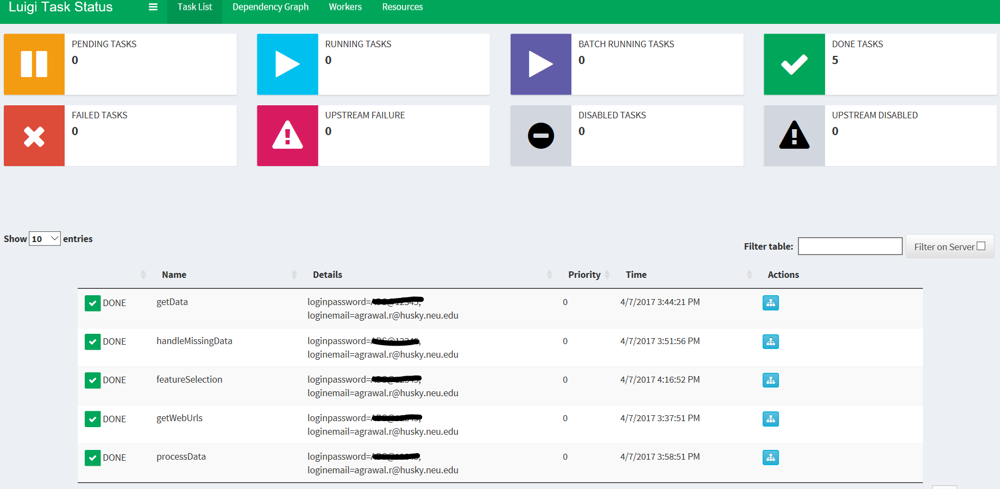 Luigi Task Status
Task List
Dependency Graph
Workers
Resources
PENDING TASKS
0
RUNNING TASKS
0
BATCH RUNNING TASKS
0
DONE TASKS
5
FAILED TASKS
0
UPSTREAM FAILURE
0
DISABLED TASKS
0
UPSTREAM DISABLED
0
Show 10 entries
Filter table:
Filter on Server
Name Details Priority Time Actions
DONE getData loginpassword= 0 4/7/2017 3:44:21 PM
loginemail=agrawal.r@husky.neu.edu
DONE handleMissingData loginpassword= 0 4/7/2017 3:51:56 PM
loginemail=agrawal.r@husky.neu.edu
DONE featureSelection loginpassword= 0 4/7/2017 4:16:52 PM
loginemail=agrawal.r@husky.neu.edu
DONE getWebUrls loginpassword= 0 4/7/2017 3:37:51 PM
loginemail=agrawal.r@husky.neu.edu
DONE processData loginpassword= 0 4/7/2017 3:58:51 PM
loginemail=agrawal.r@husky.neu.edu